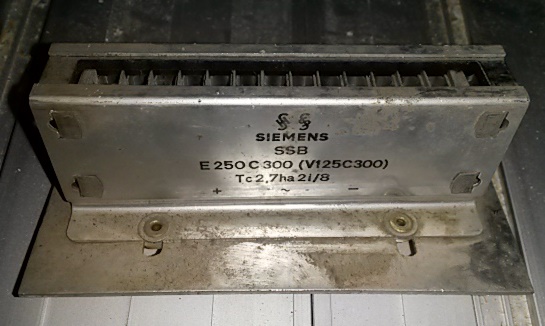 SIEMENS
SSB
E 250 C 300 (V125C300)
Tc 2,7ha 2i/8
+ ~ −